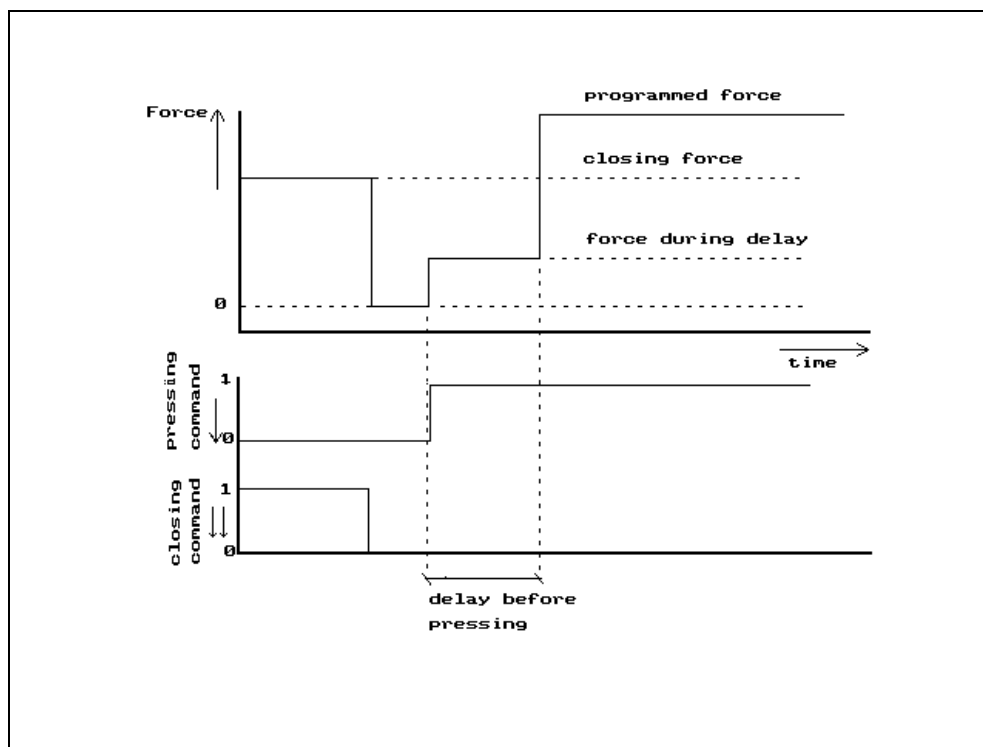 programmed force
Force
closing force
force during delay
0
time
pressing
command
1
0
closing
command
1
0
delay before
pressing